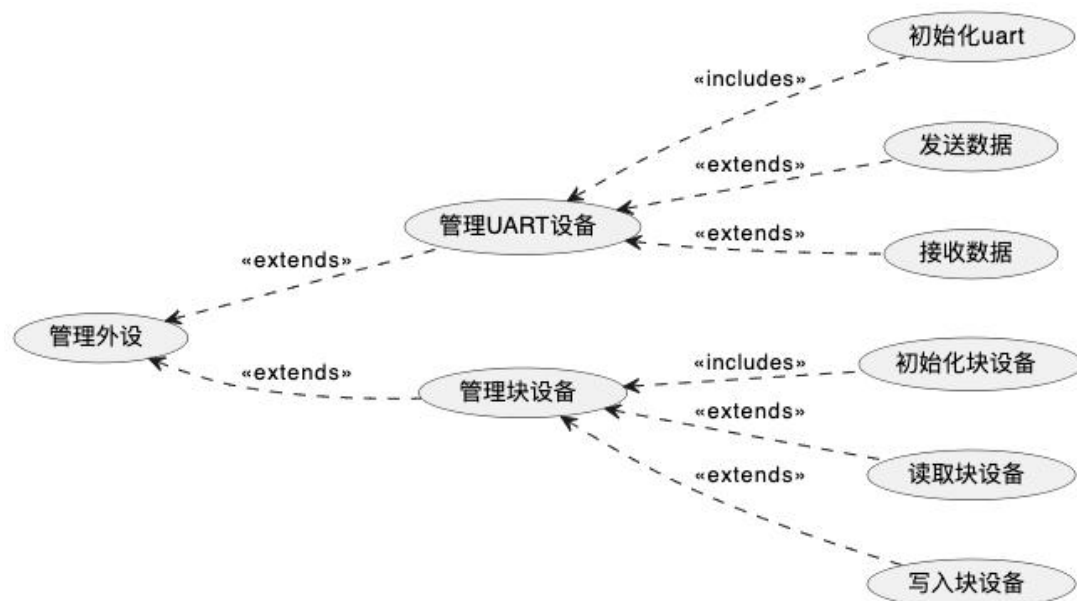 初始化uart
«includes»
发送数据
«extends»
管理UART设备
«extends»
接收数据
«extends»
管理外设
«extends»
管理块设备
«includes»
初始化块设备
«extends»
读取块设备
«extends»
写入块设备